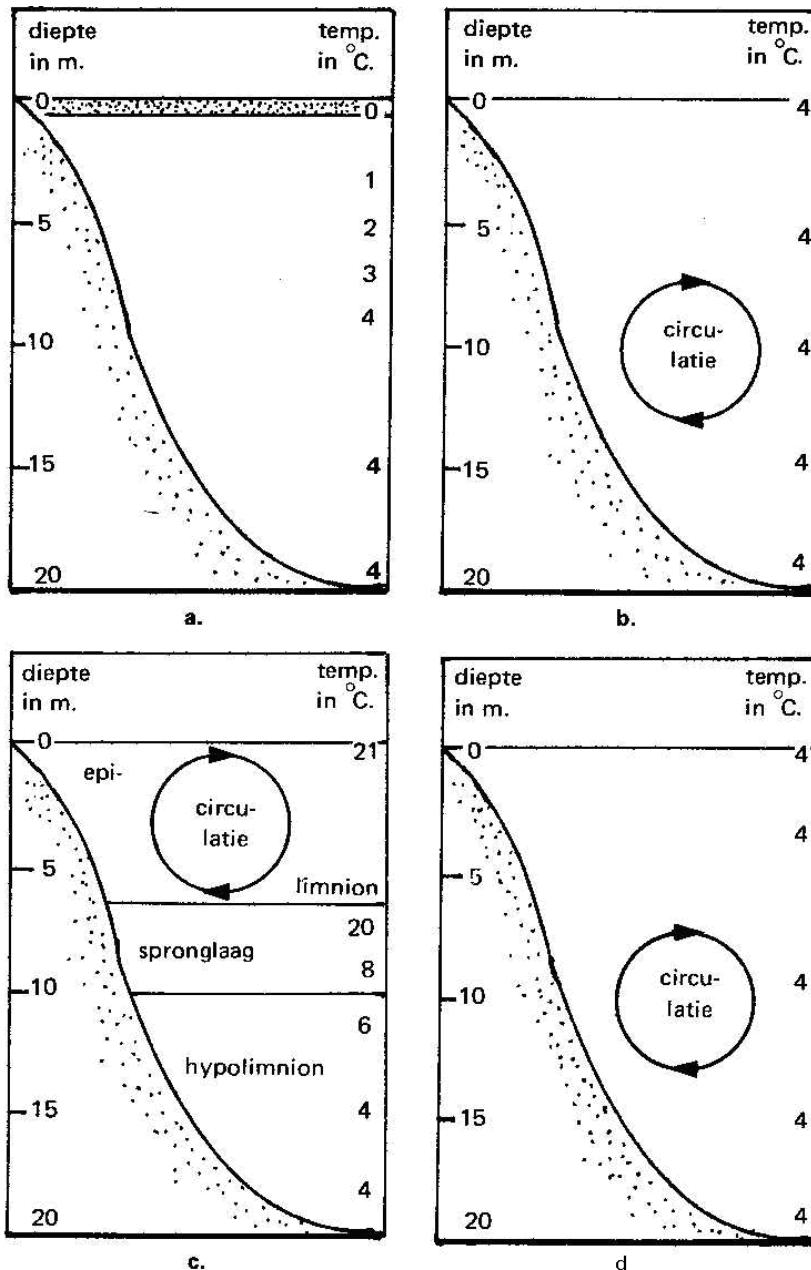 diepte temp.
in m. in °C.
0
0
1
5 2
3
4
10
15 4
20 4
a.
diepte temp.
in m. in °C.
0 4
5 4
circu-
10 latie 4
15 4
20 4
b.
diepte temp.
in m. in °C.
0 21
epi-
circu-
latie
5 limnion
20
spronglaag
8
10
6
hypolimnion
15 4
4
20
c.
diepte temp.
in m. in °C.
0 4
4
5
circu-
10 latie 4
15 4
20 4
d